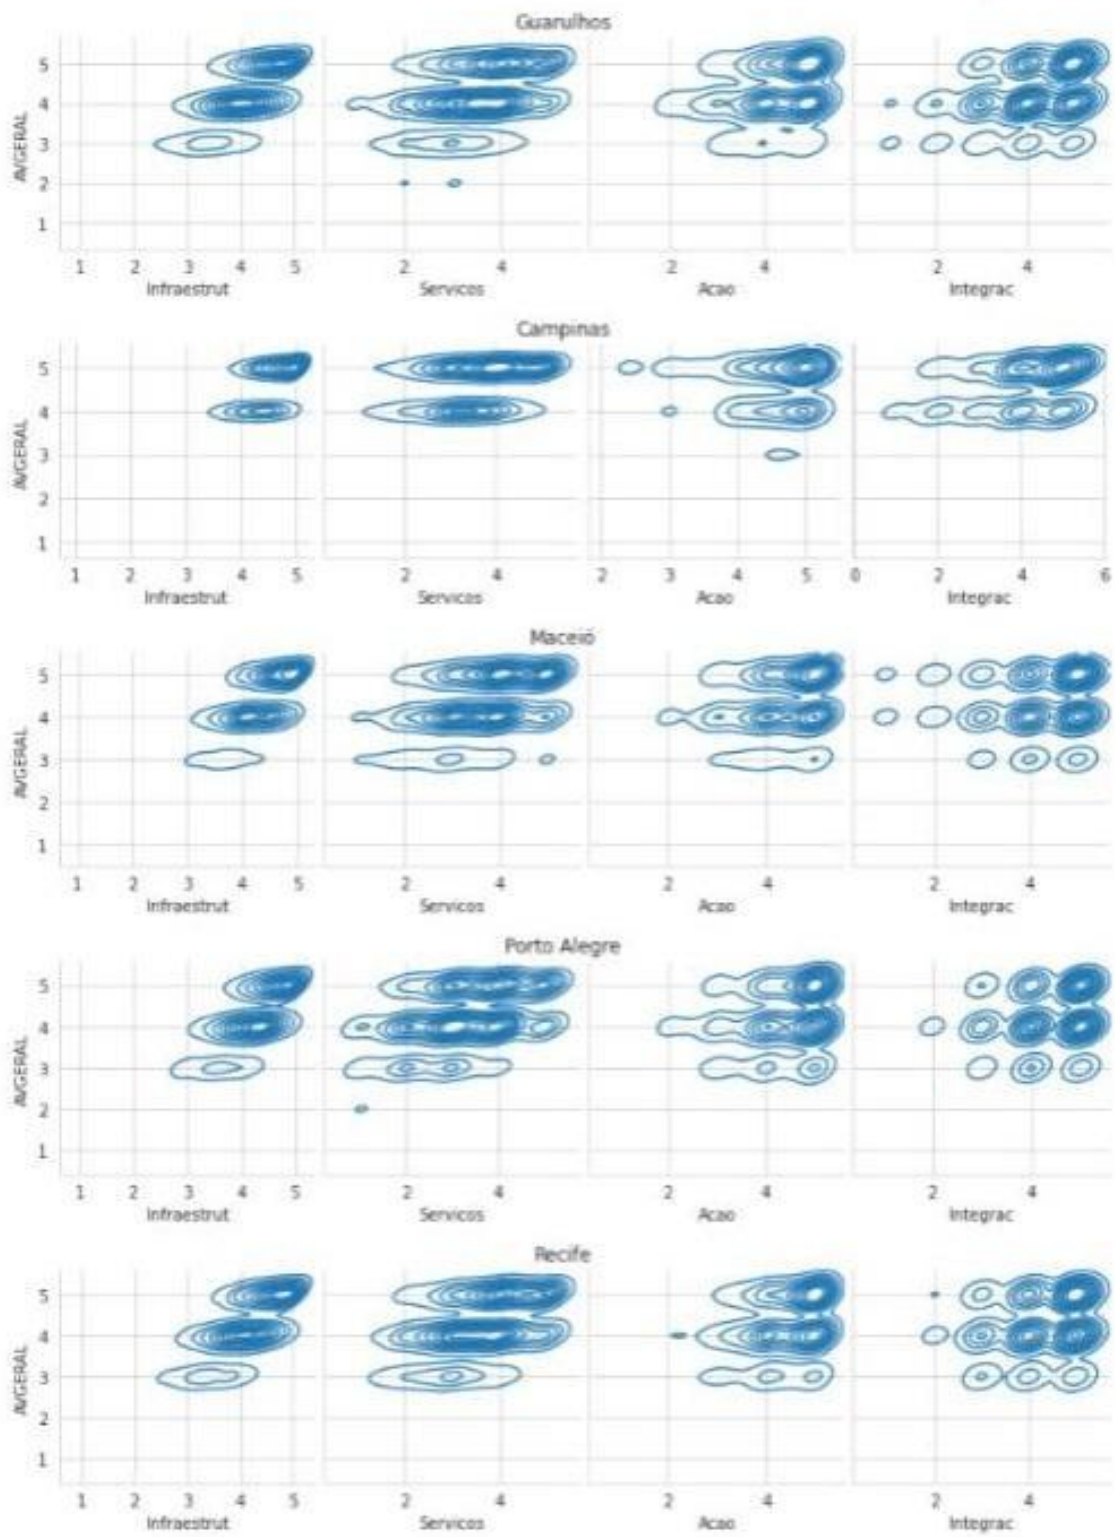 Guarulhos
AVGERAL
5
4
3
2
1
1 2 3 4 5 2 4 2 4 2 4
Infraestrut Servicos Acao Integrac
Campinas
AVGERAL
5
4
3
2
1
1 2 3 4 5 2 4 2 3 4 5 0 2 4 6
Infraestrut Servicos Acao Integrac
Maceió
AVGERAL
5
4
3
2
1
1 2 3 4 5 2 4 2 4 2 4
Infraestrut Servicos Acao Integrac
Porto Alegre
AVGERAL
5
4
3
2
1
1 2 3 4 5 2 4 2 4 2 4
Infraestrut Servicos Acao Integrac
Recife
AVGERAL
5
4
3
2
1
1 2 3 4 5 2 4 2 4 2 4
Infraestrut Servicos Acao Integrac